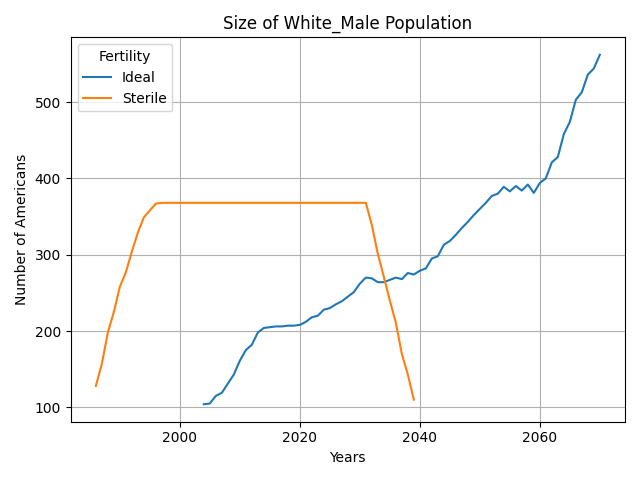 Size of White_Male Population
Fertility
Ideal
Sterile
Number of Americans
500
400
300
200
100
2000
2020
2040
2060
Years